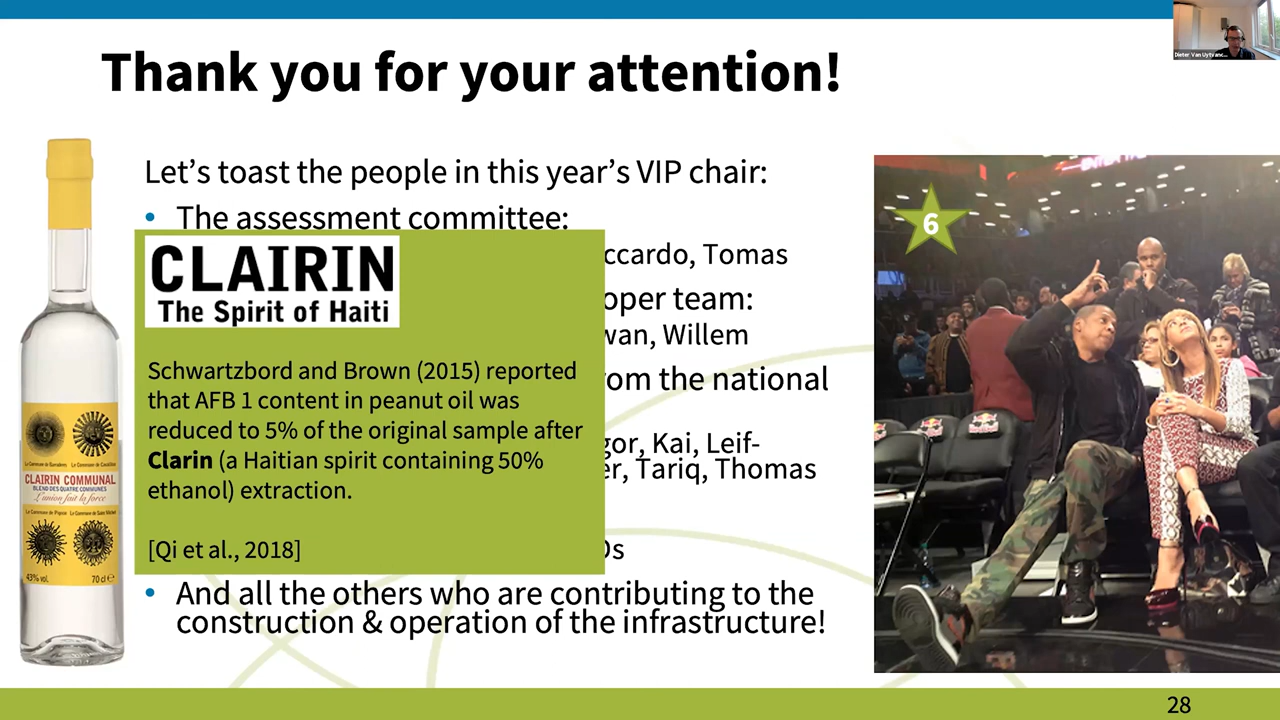 Dieter Van Uytvanc...
Thank you for your attention!
Let's toast the people in this year's VIP chair:
• The assessment committee:
ccardo, Tomas
oper team:
wan, Willem
rom the national
gor, Kai, Leif-
er, Tariq, Thomas
Os
• And all the others who are contributing to the
construction & operation of the infrastructure!
CLAIRIN
The Spirit of Haiti
Schwartzbord and Brown (2015) reported
that AFB 1 content in peanut oil was
reduced to 5% of the original sample after
Clarin (a Haitian spirit containing 50%
ethanol) extraction.
[Qi et al., 2018]
CLAIRIN COMMUNAL
BLEND DES QUATRE COMMUNES
L'union fait la force
43% vol.
70 cl e
6
28